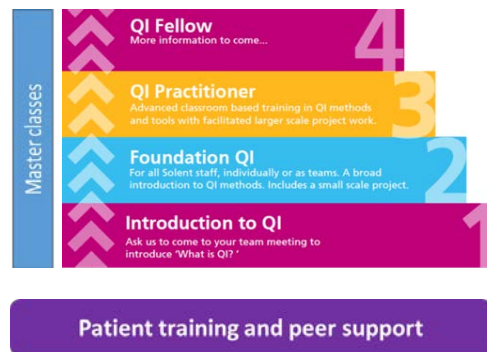 Master classes
QI Fellow
More information to come...
4
QI Practitioner
Advanced classroom based training in QI methods
and tools with facilitated larger scale project work.
3
Foundation QI
For all Solent staff, individually or as teams. A broad
introduction to QI methods. Includes a small scale project.
2
Introduction to QI
Ask us to come to your team meeting to
introduce 'What is QI? '
1
Patient training and peer support